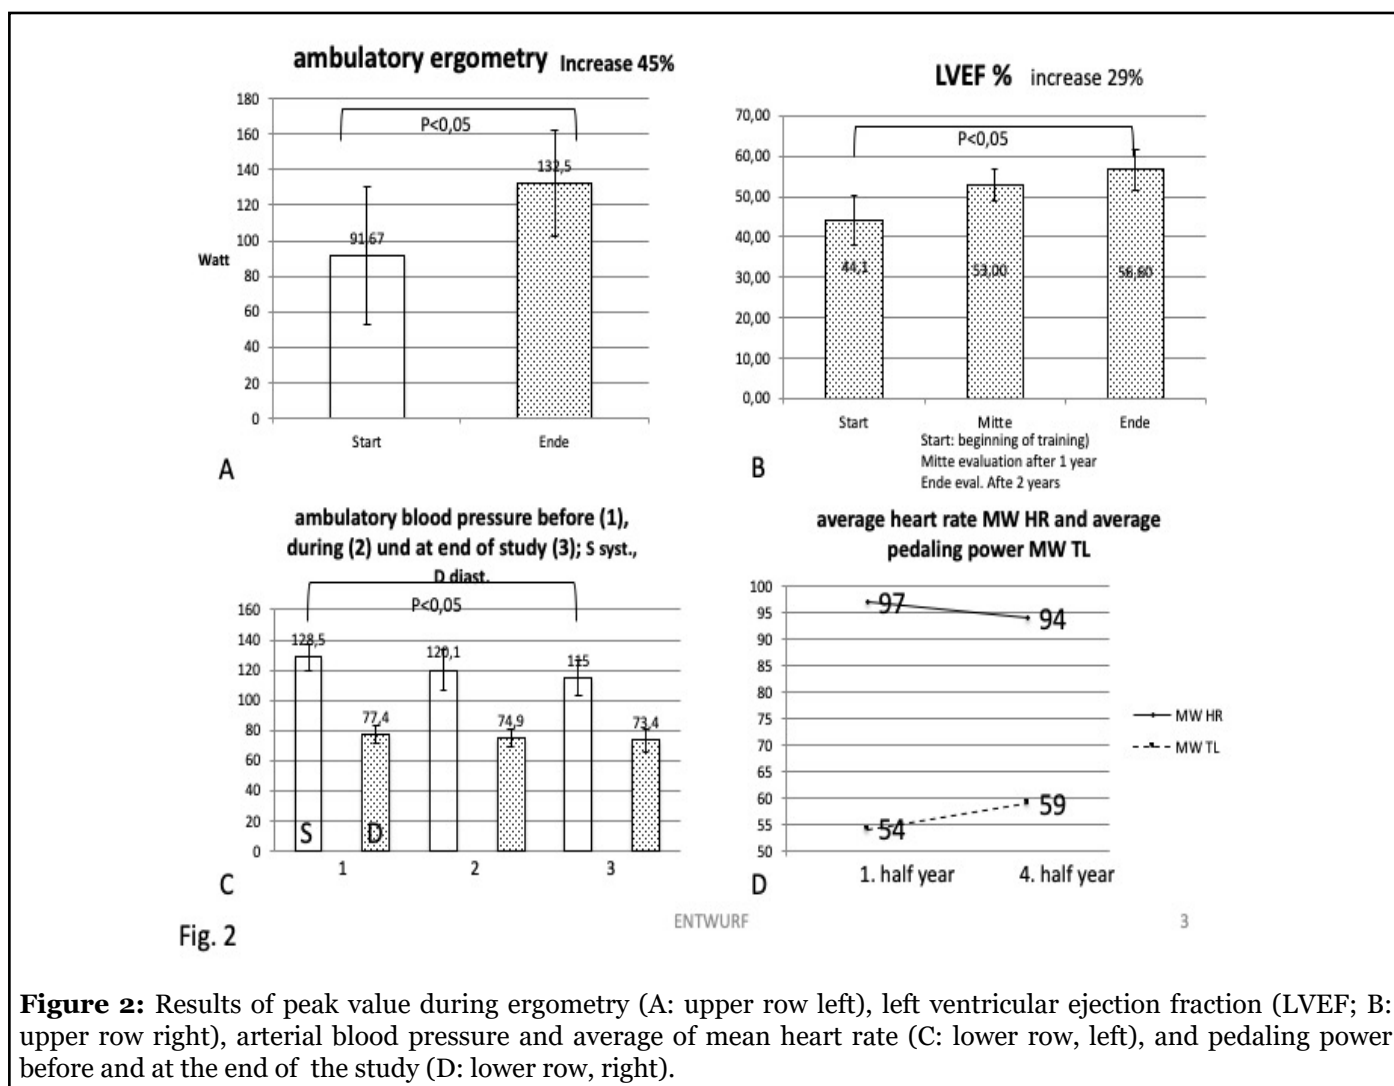 ambulatory ergometry Increase 45%
180
160
140
120
100
80
60
40
20
0
Watt
P<0,05
91,67
132,5
Start
Ende
A
LVEF % increase 29%
70,00
60,00
50,00
40,00
30,00
20,00
10,00
0,00
P<0,05
44,1
53,00
56,60
Start
Mitte
Ende
Start: beginning of training)
Mitte evaluation after 1 year
Ende eval. Afte 2 years
B
ambulatory blood pressure before (1),
during (2) und at end of study (3); S syst.,
D diast.
160
140
120
100
80
60
40
20
0
P<0,05
128,5
77,4
120,1
74,9
115
73,4
S
D
1
2
3
C
average heart rate MW HR and average
pedaling power MW TL
100
95
90
85
80
75
70
65
60
55
50
97
94
54
59
MW HR
MW TL
1. half year
4. half year
D
Fig. 2
ENTWURF
3
Figure 2: Results of peak value during ergometry (A: upper row left), left ventricular ejection fraction (LVEF; B:
upper row right), arterial blood pressure and average of mean heart rate (C: lower row, left), and pedaling power
before and at the end of the study (D: lower row, right).